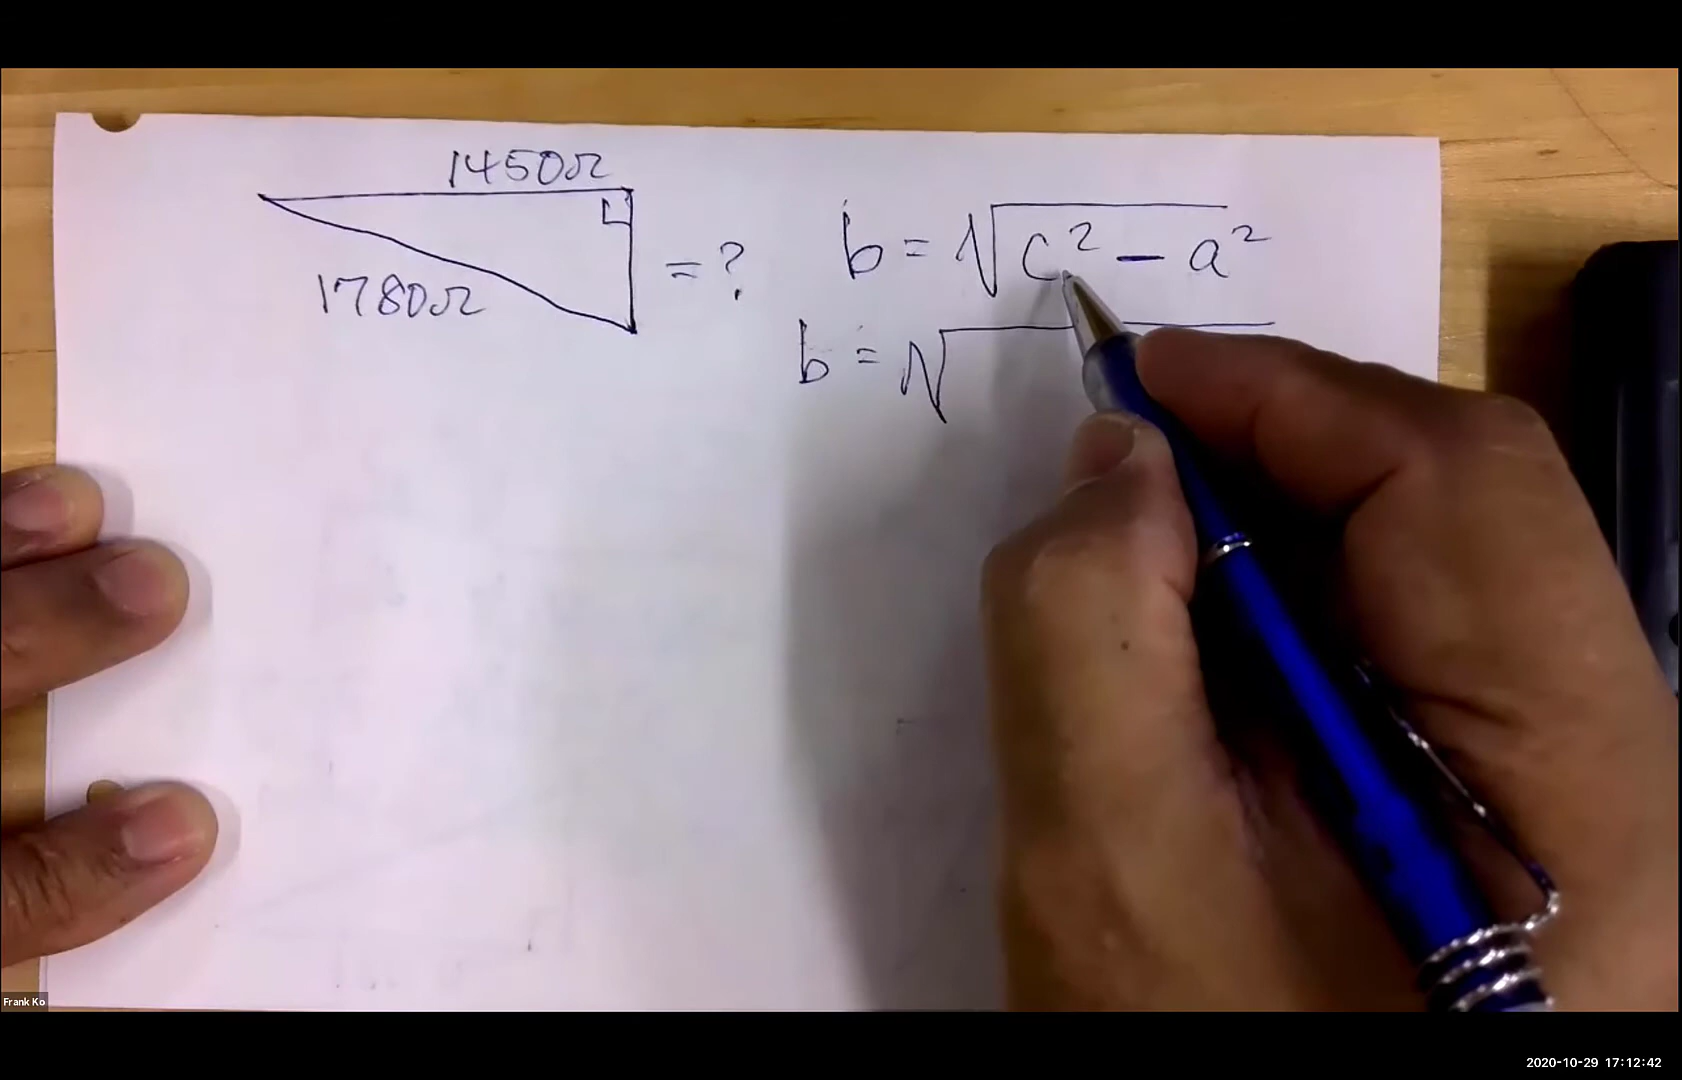 1450Ω
1780Ω
= ?
b = √c² - a²
b = √
Frank Ko
2020-10-29 17:12:42